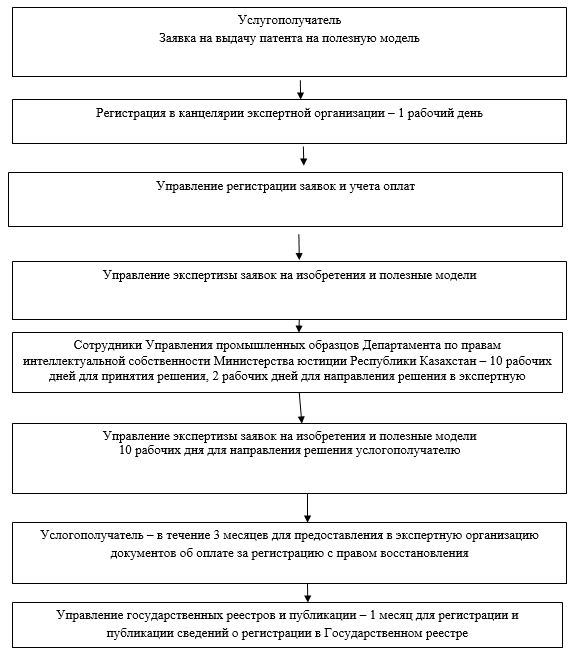 Услугополучатель
Заявка на выдачу патента на полезную модель
Регистрация в канцелярии экспертной организации – 1 рабочий день
Управление регистрации заявок и учета оплат
Управление экспертизы заявок на изобретения и полезные модели
Сотрудники Управления промышленных образцов Департамента по правам
интеллектуальной собственности Министерства юстиции Республики Казахстан – 10 рабочих
дней для принятия решения, 2 рабочих дней для направления решения в экспертную
Управление экспертизы заявок на изобретения и полезные модели
10 рабочих дня для направления решения услогополучателю
Услогополучатель – в течение 3 месяцев для предоставления в экспертную организацию
документов об оплате за регистрацию с правом восстановления
Управление государственных реестров и публикации – 1 месяц для регистрации и
публикации сведений о регистрации в Государственном реестре